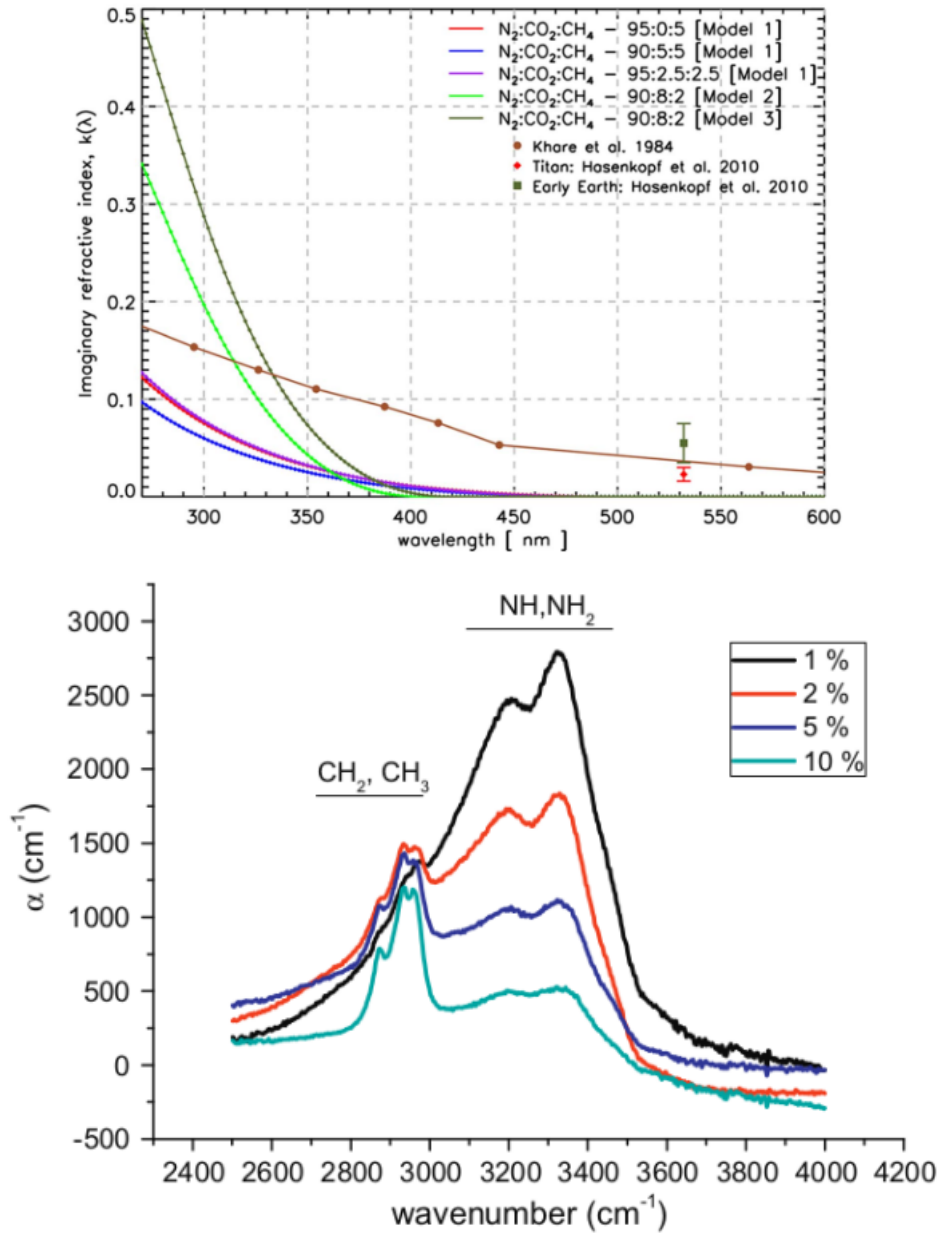 0.5
0.4
0.3
0.2
0.1
0.0
Imaginary refractive index, k(λ)
N₂:CO₂:CH₄ – 95:0:5 [Model 1]
N₂:CO₂:CH₄ – 90:5:5 [Model 1]
N₂:CO₂:CH₄ – 95:2.5:2.5 [Model 1]
N₂:CO₂:CH₄ – 90:8:2 [Model 2]
N₂:CO₂:CH₄ – 90:8:2 [Model 3]
Khare et al. 1984
Titan: Hasenkopf et al. 2010
Early Earth: Hasenkopf et al. 2010
300 350 400 450 500 550 600
wavelength [ nm ]
3000
2500
2000
1500
1000
500
0
-500
α (cm⁻¹)
NH,NH₂
CH₂, CH₃
1 %
2 %
5 %
10 %
2400 2600 2800 3000 3200 3400 3600 3800 4000 4200
wavenumber (cm⁻¹)